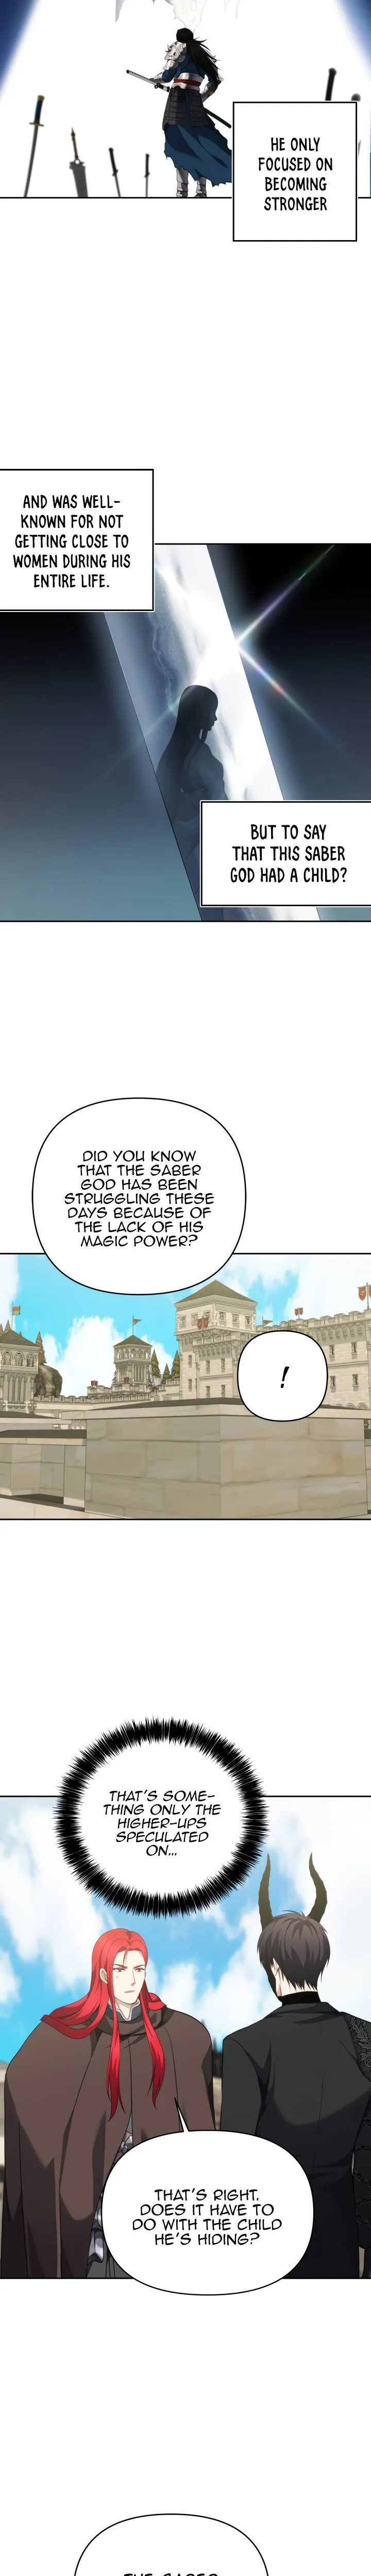 HE ONLY
FOCUSED ON
BECOMING
STRONGER
AND WAS WELL-
KNOWN FOR NOT
GETTING CLOSE TO
WOMEN DURING HIS
ENTIRE LIFE.
BUT TO SAY
THAT THIS SABER
GOD HAD A CHILD?
DID YOU KNOW
THAT THE SABER
GOD HAS BEEN
STRUGGLING THESE
DAYS BECAUSE OF
THE LACK OF HIS
MAGIC POWER?
!
THAT'S SOME-
THING ONLY THE
HIGHER-UPS
SPECULATED
ON...
THAT'S RIGHT.
DOES IT HAVE TO
DO WITH THE CHILD
HE'S HIDING?